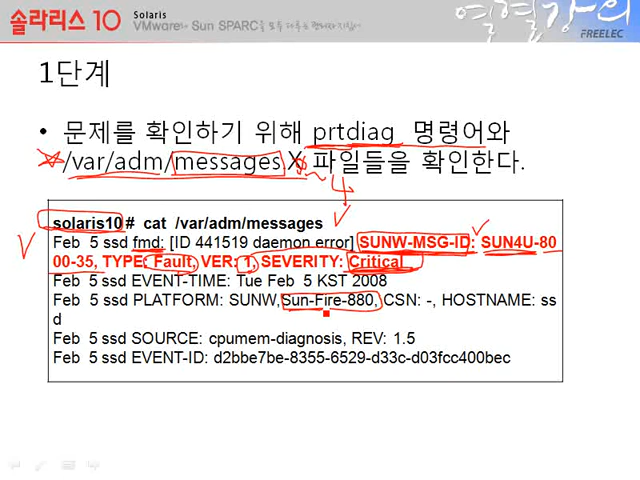 솔라리스 10
Solaris
VMware와 Sun SPARC을 모두 다루는
열혈강의
FREELEC
1단계
• 문제를 확인하기 위해 prtdiag 명령어와
/var/adm/messages.X 파일들을 확인한다.
4
solaris10# cat /var/adm/messages
Feb 5 ssd fmd: [ID 441519 daemon error] SUNW-MSG-ID: SUN4U-80
00-35, TYPE: Fault, VER: 1, SEVERITY: Critical
Feb 5 ssd EVENT-TIME: Tue Feb 5 KST 2008
Feb 5 ssd PLATFORM: SUNW,Sun-Fire-880, CSN: -, HOSTNAME: ss
d
Feb 5 ssd SOURCE: cpumem-diagnosis, REV: 1.5
Feb 5 ssd EVENT-ID: d2bbe7be-8355-6529-d33c-d03fcc400bec